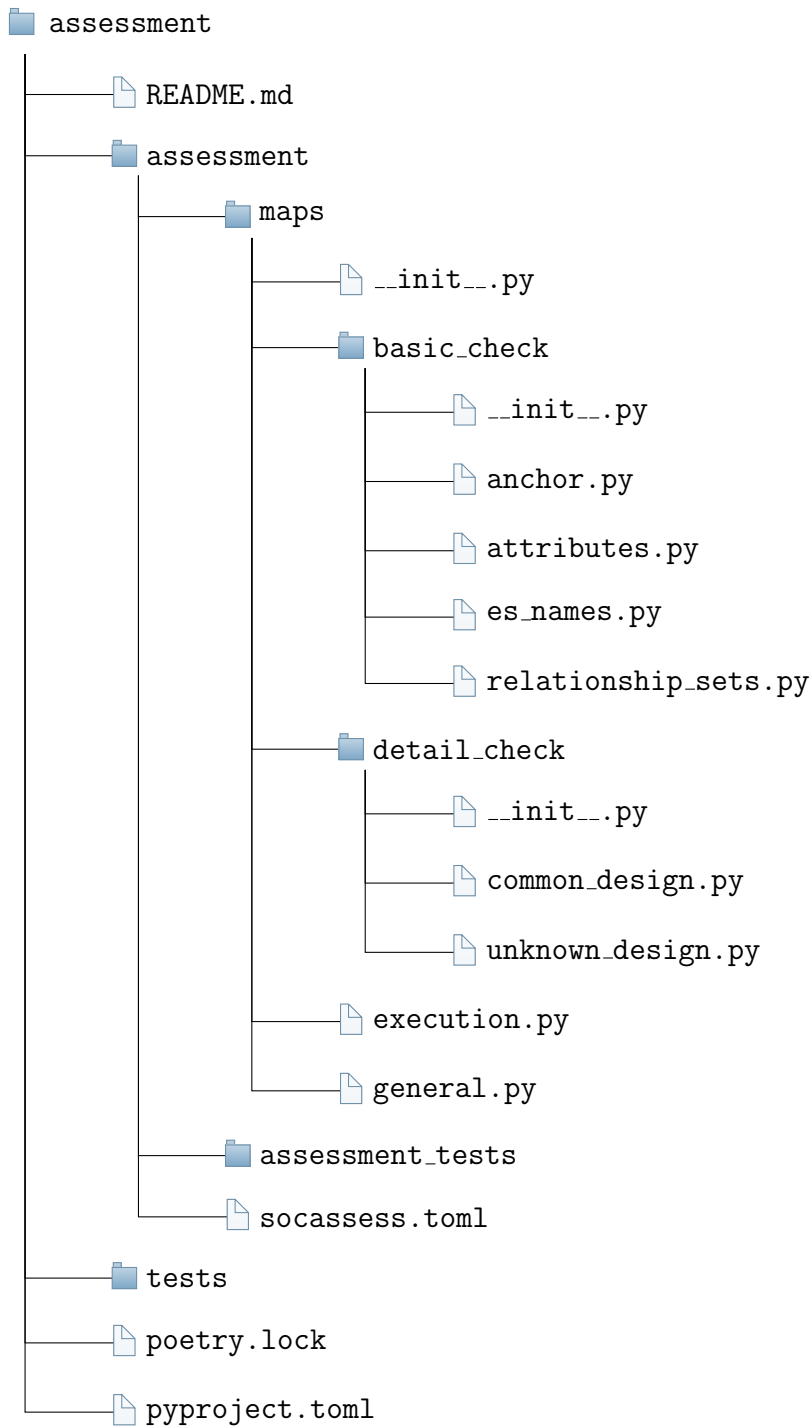 assessment
README.md
assessment
maps
__init__.py
basic_check
__init__.py
anchor.py
attributes.py
es_names.py
relationship_sets.py
detail_check
__init__.py
common_design.py
unknown_design.py
execution.py
general.py
assessment_tests
socassess.toml
tests
poetry.lock
pyproject.toml